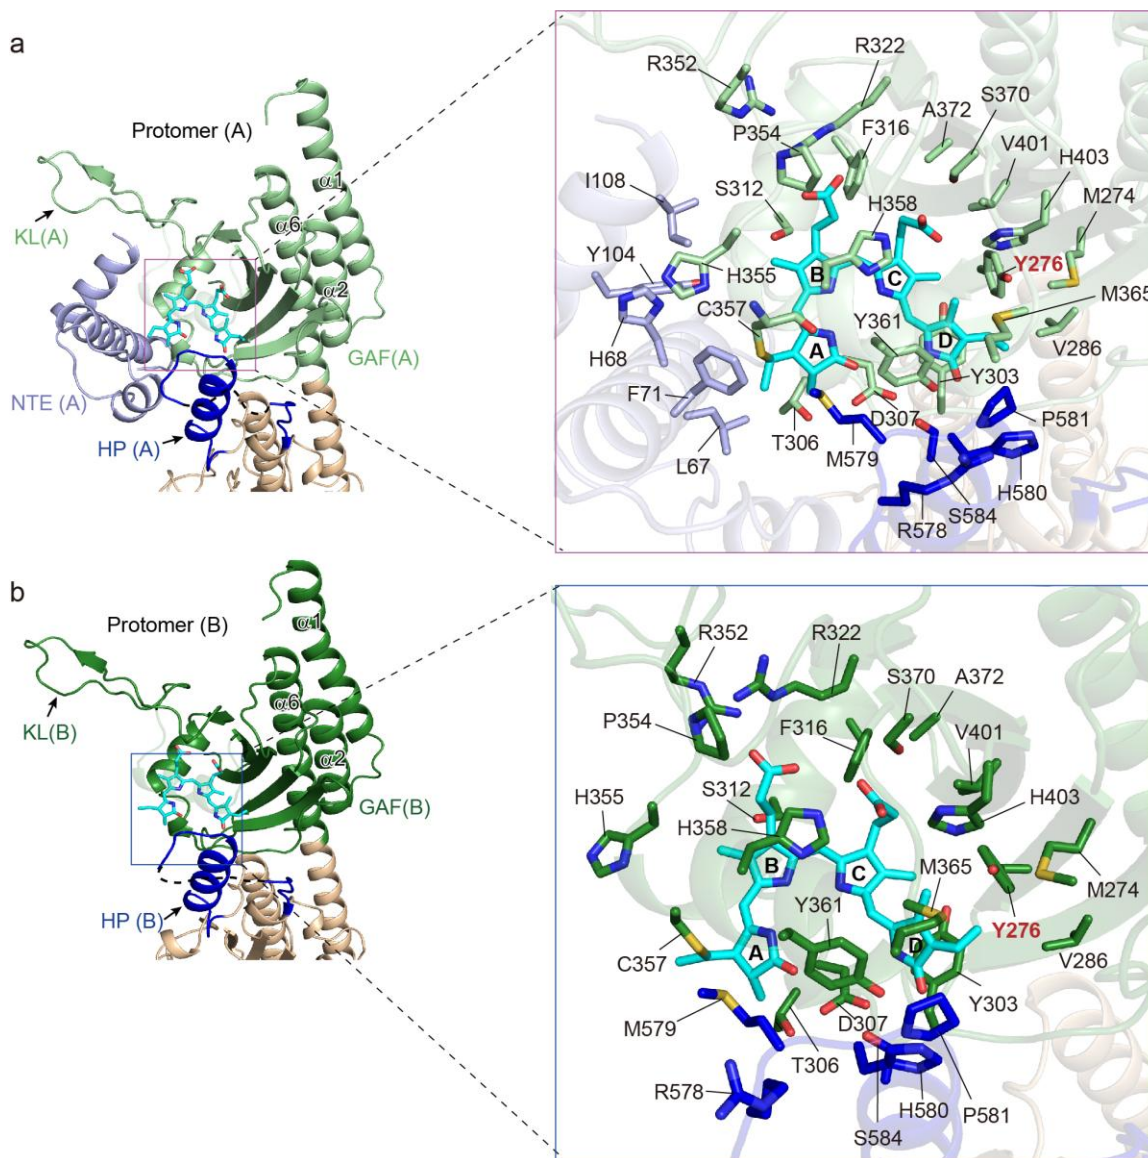 a
Protomer (A)
α1
KL(A)
α6
α2
GAF(A)
NTE (A)
HP (A)
R352
R322
S370
A372
P354
F316
V401
H403
I108
S312
H358
M274
Y104
B
C
Y276
H355
C357
M365
Y361
D
A
H68
V286
F71
Y303
D307
P581
T306
M579
L67
H580
S584
R578
b
Protomer (B)
α1
KL(B)
α6
α2
GAF(B)
HP (B)
R352
R322
S370
A372
P354
F316
V401
H355
S312
H403
H358
B
C
M365
M274
Y361
Y276
A
D
C357
V286
Y303
M579
D307
T306
R578
H580
P581
S584